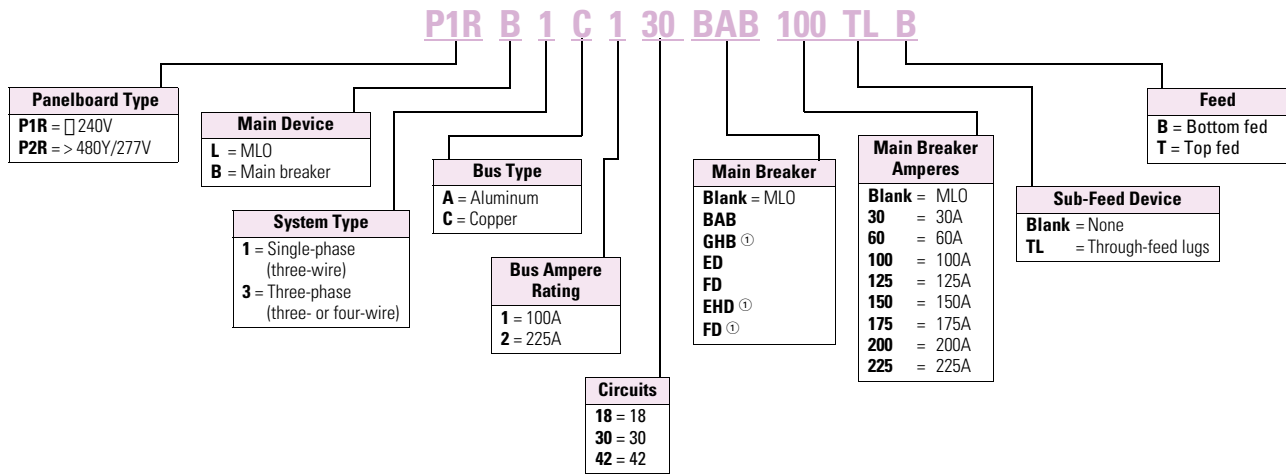 P1R B 1 C 1 30 BAB 100 TL B
Panelboard Type
P1R = □ 240V
P2R = > 480Y/277V
Main Device
L = MLO
B = Main breaker
System Type
1 = Single-phase
(three-wire)
3 = Three-phase
(three- or four-wire)
Bus Type
A = Aluminum
C = Copper
Bus Ampere
Rating
1 = 100A
2 = 225A
Circuits
18 = 18
30 = 30
42 = 42
Main Breaker
Blank = MLO
BAB
GHB ①
ED
FD
EHD ①
FD ①
Main Breaker
Amperes
Blank = MLO
30 = 30A
60 = 60A
100 = 100A
125 = 125A
150 = 150A
175 = 175A
200 = 200A
225 = 225A
Sub-Feed Device
Blank = None
TL = Through-feed lugs
Feed
B = Bottom fed
T = Top fed